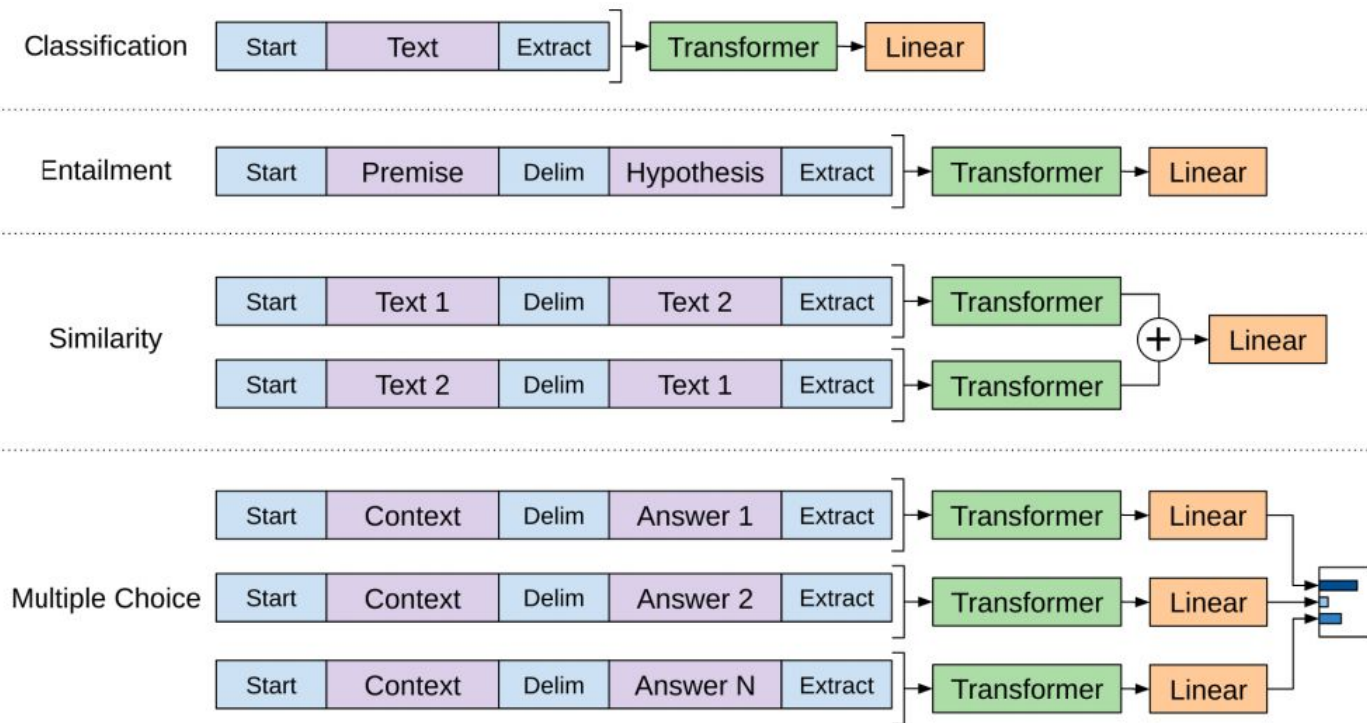 Classification Start Text Extract Transformer Linear
Entailment Start Premise Delim Hypothesis Extract Transformer Linear
Similarity
Start Text 1 Delim Text 2 Extract Transformer
+ Linear
Start Text 2 Delim Text 1 Extract Transformer
Start Context Delim Answer 1 Extract Transformer Linear
Multiple Choice Start Context Delim Answer 2 Extract Transformer Linear
Start Context Delim Answer N Extract Transformer Linear